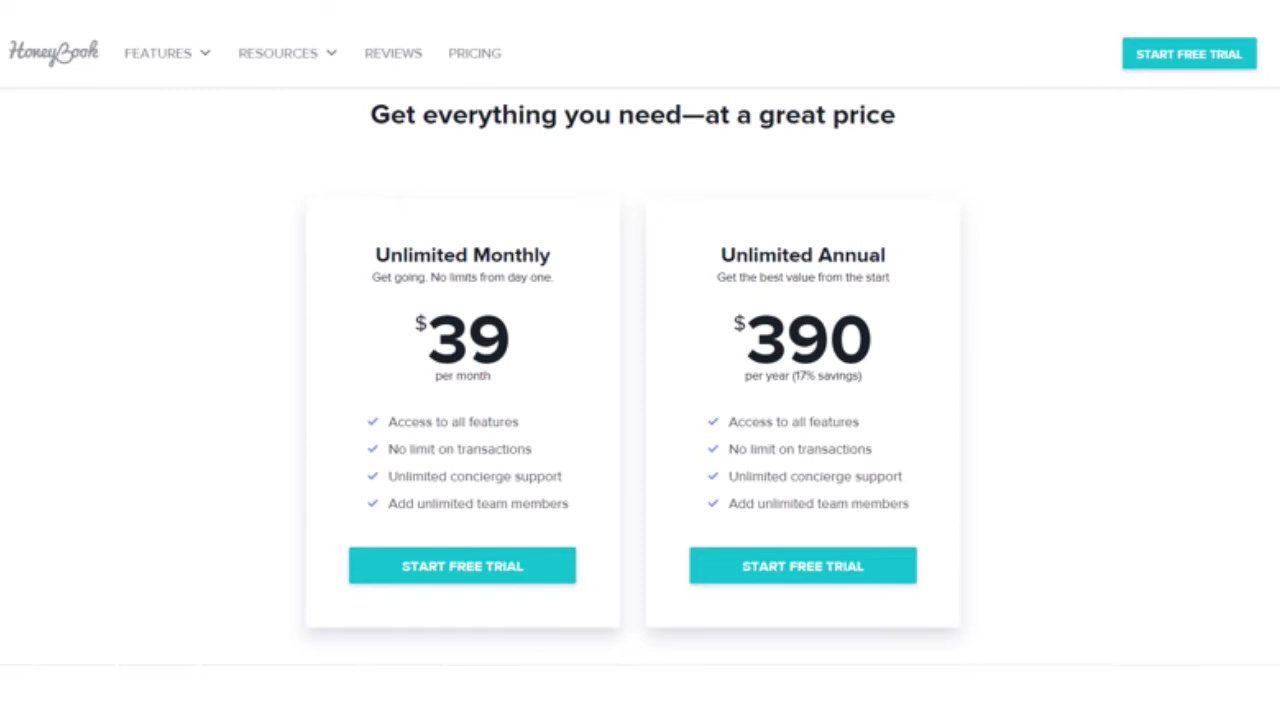 HoneyBook FEATURES RESOURCES REVIEWS PRICING START FREE TRIAL
Get everything you need—at a great price
Unlimited Monthly
Get going. No limits from day one.
$39
per month
Access to all features
No limit on transactions
Unlimited concierge support
Add unlimited team members
START FREE TRIAL
Unlimited Annual
Get the best value from the start
$390
per year (17% savings)
Access to all features
No limit on transactions
Unlimited concierge support
Add unlimited team members
START FREE TRIAL